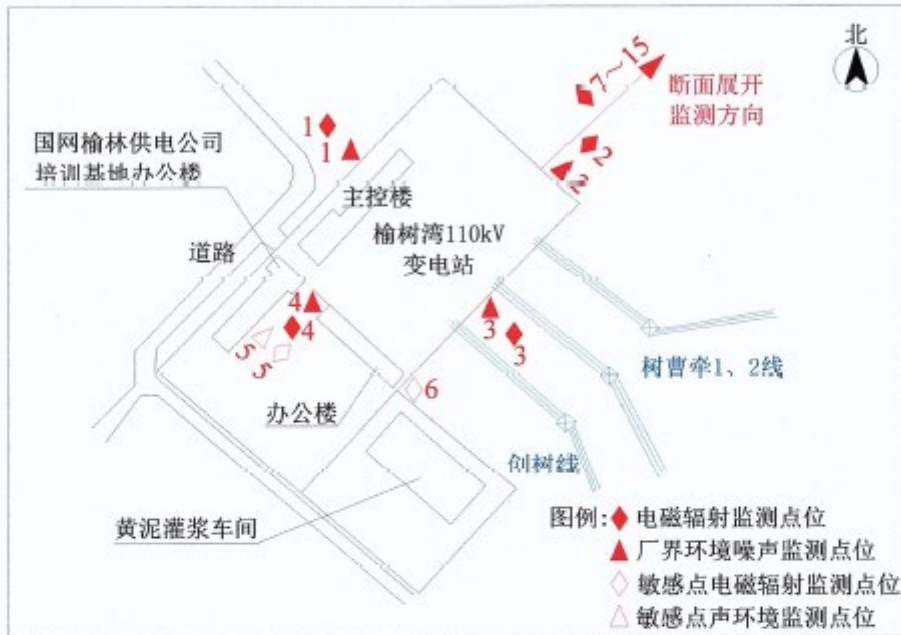 北
7～15
断面展开
监测方向
国网榆林供电公司
培训基地办公楼
1
1
2
2
主控楼
榆树湾110kV
变电站
道路
4
4
3
3
5
5
6
树曹牵1、2线
办公楼
创树线
黄泥灌浆车间
图例:
电磁辐射监测点位
厂界环境噪声监测点位
敏感点电磁辐射监测点位
敏感点声环境监测点位